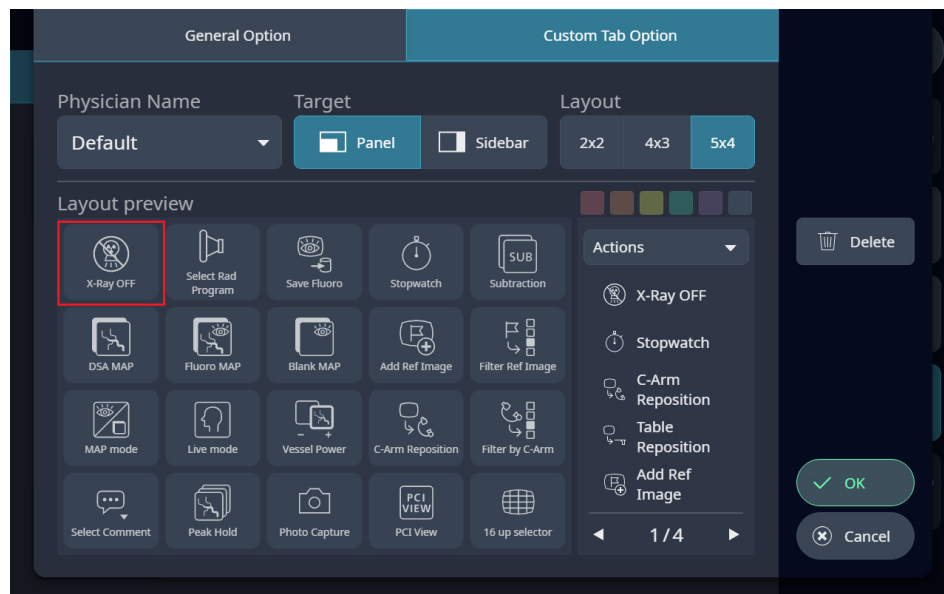 General Option
Custom Tab Option
Physician Name
Target
Layout
Default
Panel
Sidebar
2x2
4x3
5x4
Layout preview
X-Ray OFF
Select Rad
Program
Save Fluoro
Stopwatch
SUB
Subtraction
DSA MAP
Fluoro MAP
Blank MAP
Add Ref Image
Filter Ref Image
MAP mode
Live mode
Vessel Power
C-Arm Reposition
Filter by C-Arm
Select Comment
Peak Hold
Photo Capture
PCI
VIEW
PCI View
16 up selector
Actions
X-Ray OFF
Stopwatch
C-Arm
Reposition
Table
Reposition
Add Ref
Image
1/4
Delete
OK
Cancel